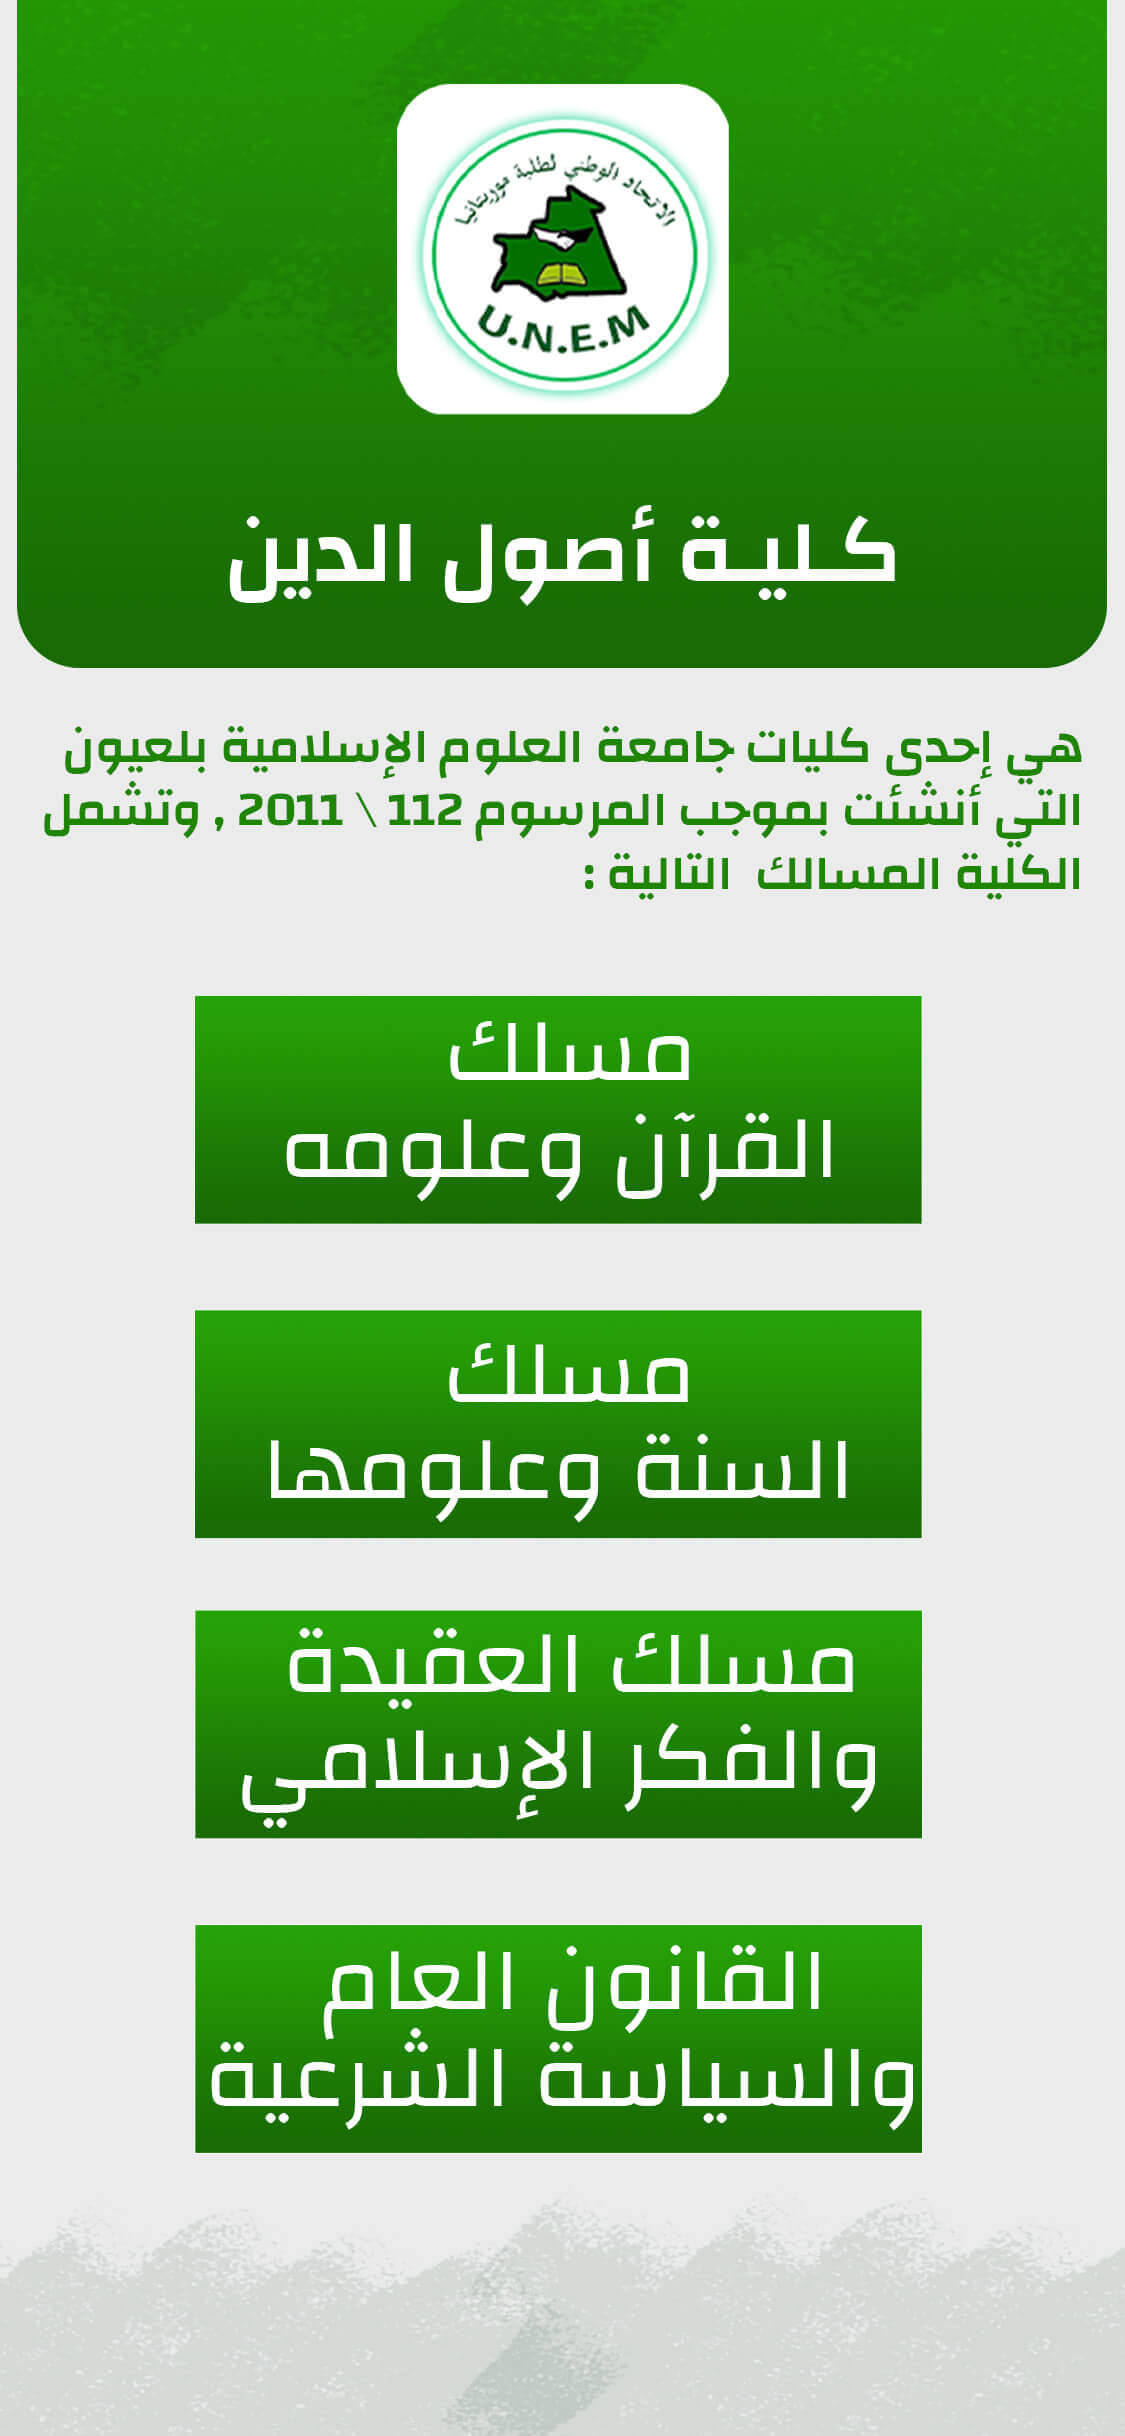 الاتحاد الوطني لطلبة موريتانيا
U.N.E.M
كـليـة أصول الدين
هي إحدى كليات جامعة العلوم الإسلامية بلعيون
التي أنشئت بموجب المرسوم 112 \ 2011 , وتشمل
الكلية المسالك التالية :
مسلك
القرآن وعلومه
مسلك
السنة وعلومها
مسلك العقيدة
والفكر الإسلامي
القانون العام
والسياسة الشرعية